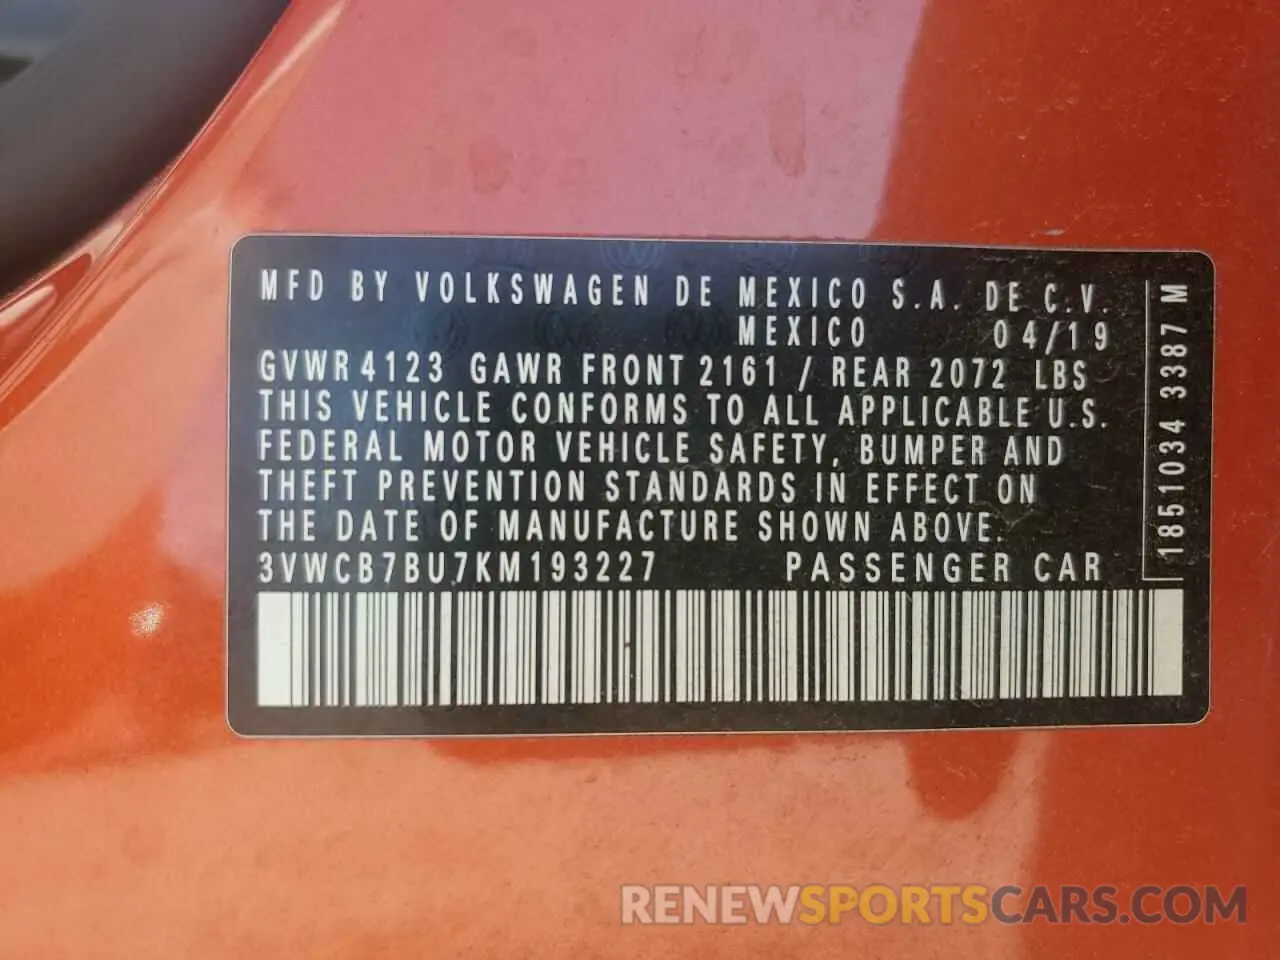 MFD BY VOLKSWAGEN DE MEXICO S.A. DE C.V.
MEXICO 04/19
GVWR 4123 GAWR FRONT 2161 / REAR 2072 LBS
THIS VEHICLE CONFORMS TO ALL APPLICABLE U.S.
FEDERAL MOTOR VEHICLE SAFETY, BUMPER AND
THEFT PREVENTION STANDARDS IN EFFECT ON
THE DATE OF MANUFACTURE SHOWN ABOVE.
3VWCB7BU7KM193227 PASSENGER CAR
1851034 3387 M
RENEWSPORTSCARS.COM